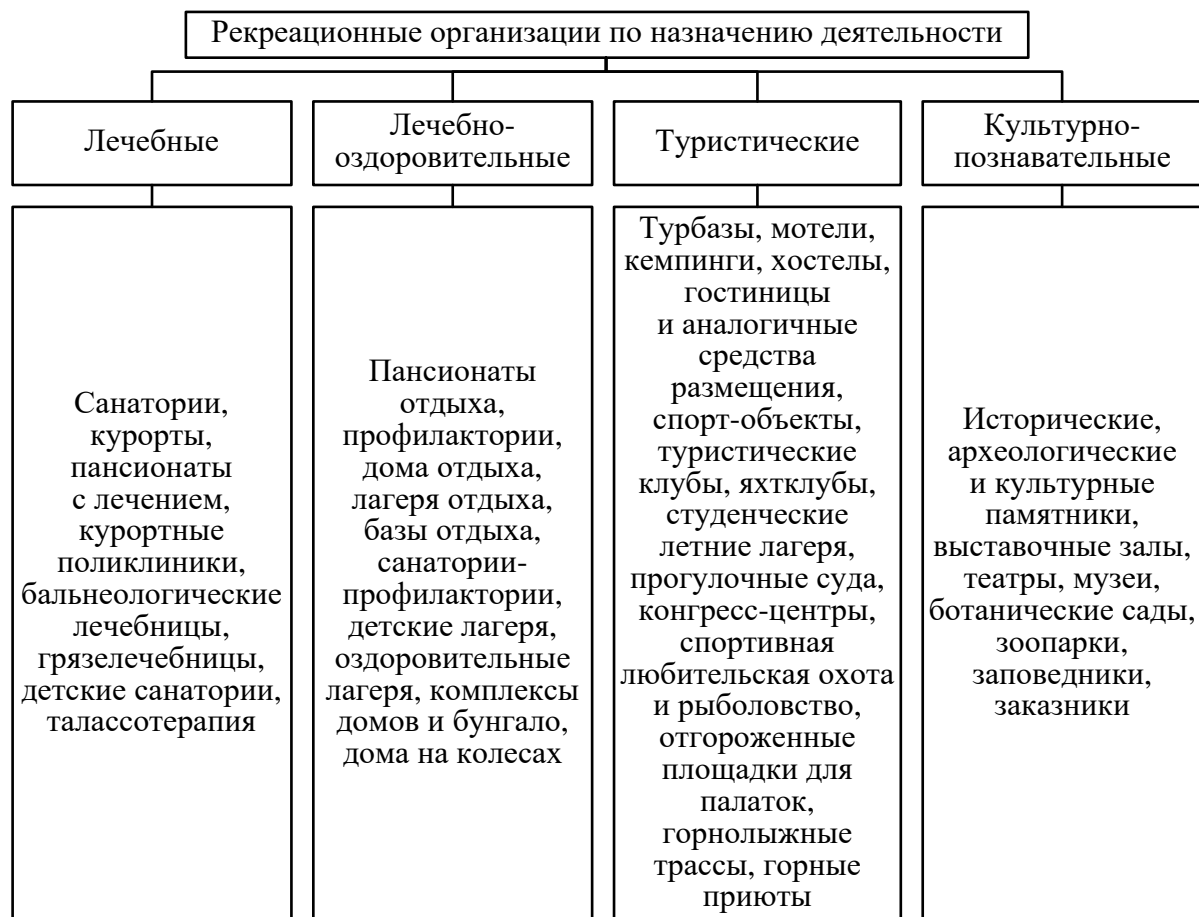 Рекреационные организации по назначению деятельности
Лечебные
Лечебно-
оздоровительные
Туристические
Культурно-
познавательные
Санатории,
курорты,
пансионаты
с лечением,
курортные
поликлиники,
бальнеологические
лечебницы,
грязелечебницы,
детские санатории,
талассотерапия
Пансионаты
отдыха,
профилактории,
дома отдыха,
лагеря отдыха,
базы отдыха,
санатории-
профилактории,
детские лагеря,
оздоровительные
лагеря, комплексы
домов и бунгало,
дома на колесах
Турбазы, мотели,
кемпинги, хостелы,
гостиницы
и аналогичные
средства
размещения,
спорт-объекты,
туристические
клубы, яхтклубы,
студенческие
летние лагеря,
прогулочные суда,
конгресс-центры,
спортивная
любительская охота
и рыболовство,
отгороженные
площадки для
палаток,
горнолыжные
трассы, горные
приюты
Исторические,
археологические
и культурные
памятники,
выставочные залы,
театры, музеи,
ботанические сады,
зоопарки,
заповедники,
заказники